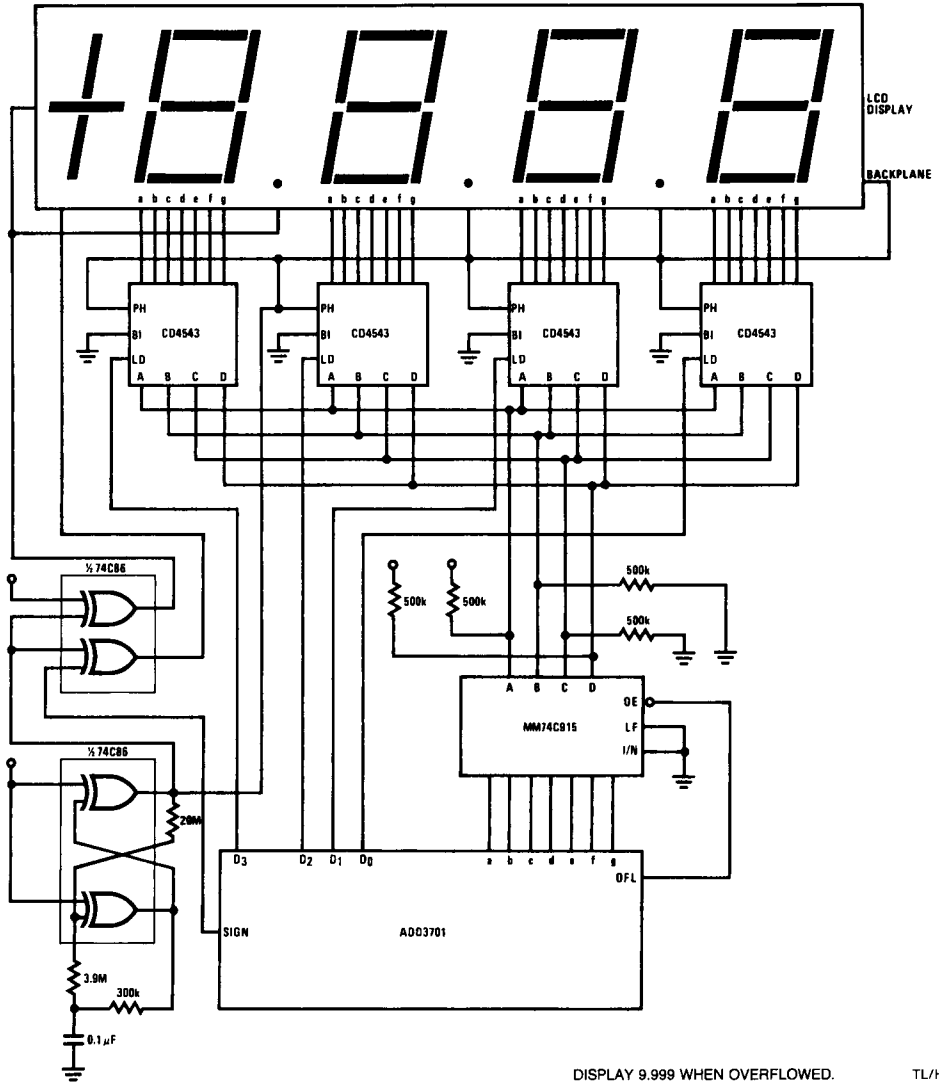 LCD
DISPLAY
BACKPLANE
a b c d e f g
a b c d e f g
a b c d e f g
a b c d e f g
PH
BI
LD
CD4543
A B C D
PH
BI
LD
CD4543
A B C D
PH
BI
LD
CD4543
A B C D
PH
BI
LD
CD4543
A B C D
½ 74C86
500k
500k
500k
500k
A B C D
OE
LF
I/N
MM74C915
½ 74C86
20M
D3 D2 D1 D0
a b c d e f g
OFL
SIGN
ADD3701
3.9M
300k
0.1 µF
DISPLAY 9.999 WHEN OVERFLOWED.